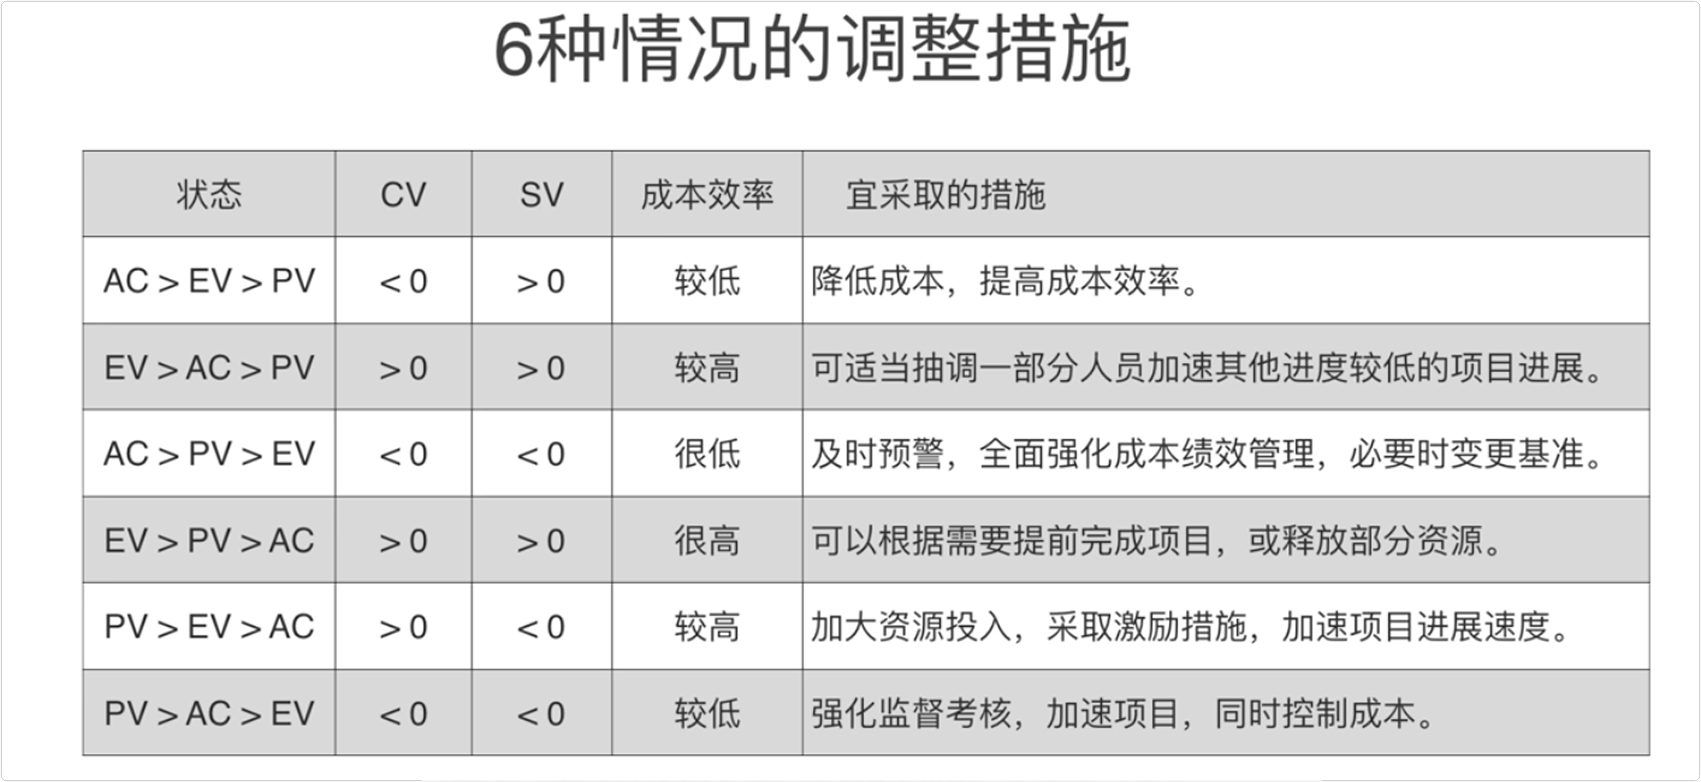 6种情况的调整措施
状态 CV SV 成本效率 宜采取的措施
AC > EV > PV < 0 > 0 较低 降低成本，提高成本效率。
EV > AC > PV > 0 > 0 较高 可适当抽调一部分人员加速其他进度较低的项目进展。
AC > PV > EV < 0 < 0 很低 及时预警，全面强化成本绩效管理，必要时变更基准。
EV > PV > AC > 0 > 0 很高 可以根据需要提前完成项目，或释放部分资源。
PV > EV > AC > 0 < 0 较高 加大资源投入，采取激励措施，加速项目进展速度。
PV > AC > EV < 0 < 0 较低 强化监督考核，加速项目，同时控制成本。